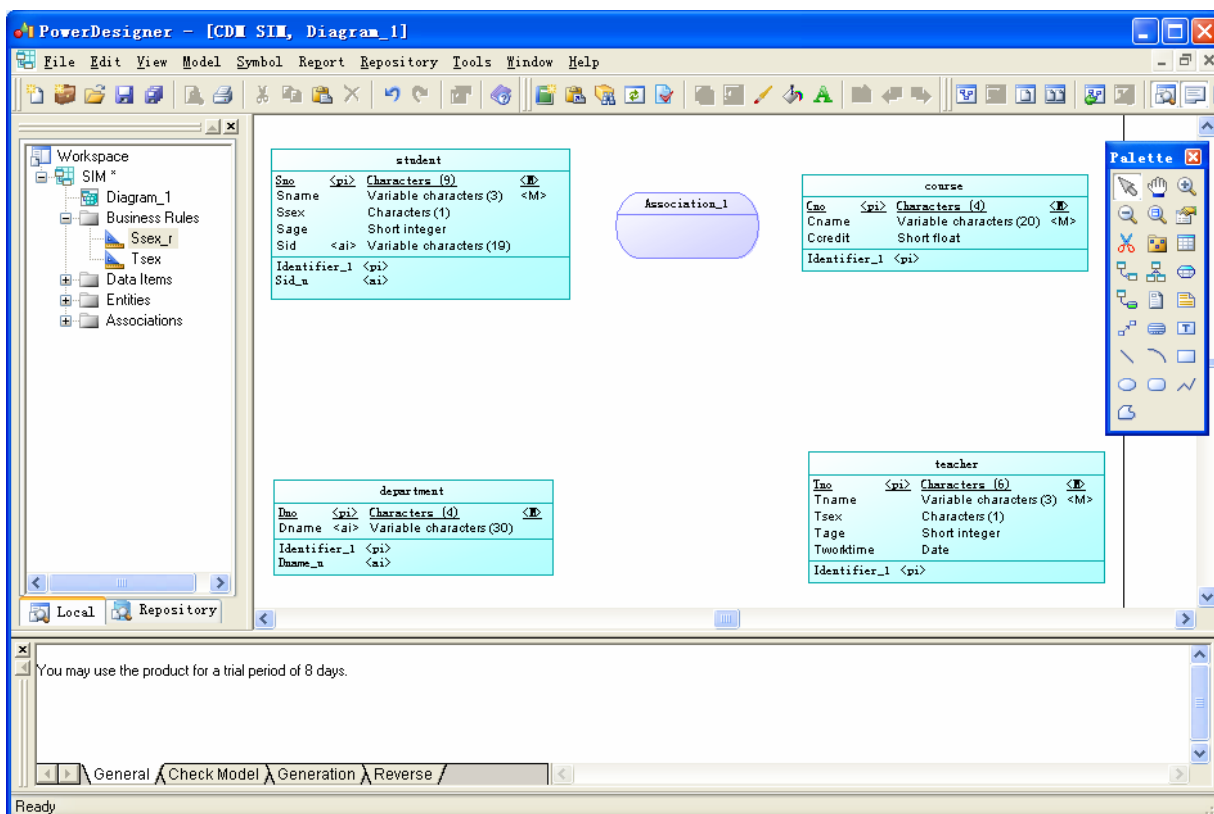 PowerDesigner - [CDM SIM, Diagram_1]
File Edit View Model Symbol Report Repository Tools Window Help
Workspace
SIM *
Diagram_1
Business Rules
Ssex_r
Tsex
Data Items
Entities
Associations
Local Repository
student
Sno <pi> Characters (9) <M>
Sname Variable characters (3) <M>
Ssex Characters (1)
Sage Short integer
Sid <ai> Variable characters (19)
Identifier_1 <pi>
Sid_u <ai>
Association_1
course
Cno <pi> Characters (4) <M>
Cname Variable characters (20) <M>
Ccredit Short float
Identifier_1 <pi>
department
Dno <pi> Characters (4) <M>
Dname <ai> Variable characters (30)
Identifier_1 <pi>
Dname_u <ai>
teacher
Tno <pi> Characters (6) <M>
Tname Variable characters (3) <M>
Tsex Characters (1)
Tage Short integer
Tworktime Date
Identifier_1 <pi>
Palette
You may use the product for a trial period of 8 days.
General Check Model Generation Reverse
Ready